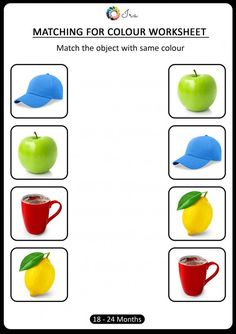 MATCHING FOR COLOUR WORKSHEET
Match the object with same colour
18 - 24 Months